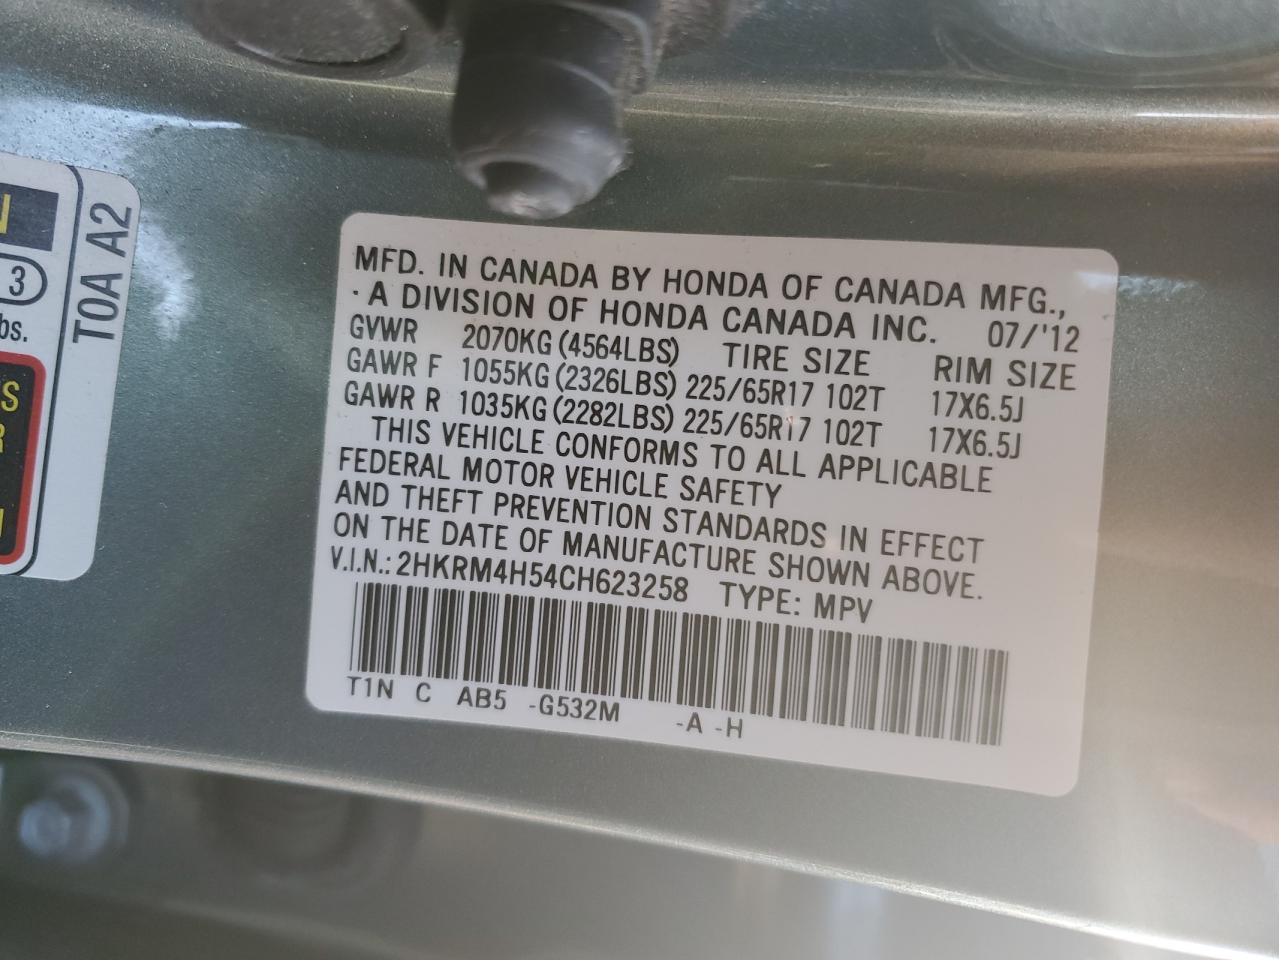 MFD. IN CANADA BY HONDA OF CANADA MFG.,
· A DIVISION OF HONDA CANADA INC. 07/'12
GVWR 2070KG (4564LBS) TIRE SIZE RIM SIZE
GAWR F 1055KG (2326LBS) 225/65R17 102T 17X6.5J
GAWR R 1035KG (2282LBS) 225/65R17 102T 17X6.5J
THIS VEHICLE CONFORMS TO ALL APPLICABLE
FEDERAL MOTOR VEHICLE SAFETY
AND THEFT PREVENTION STANDARDS IN EFFECT
ON THE DATE OF MANUFACTURE SHOWN ABOVE.
V.I.N.: 2HKRM4H54CH623258 TYPE: MPV
T1N C AB5 -G532M -A -H
T0A A2
3
bs.
S
R